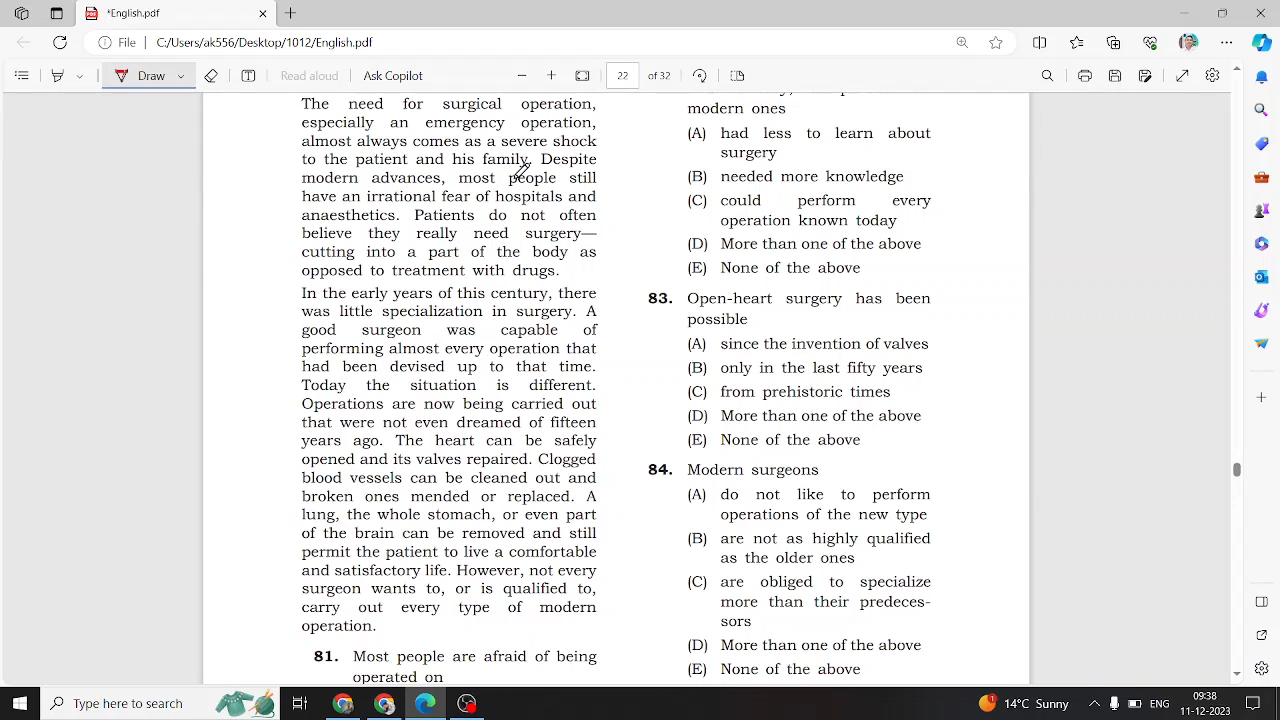 *English.pdf
File
C:/Users/ak556/Desktop/1012/English.pdf
Draw
Read aloud
Ask Copilot
22
of 32
The need for surgical operation,
especially an emergency operation,
almost always comes as a severe shock
to the patient and his family. Despite
modern advances, most people still
have an irrational fear of hospitals and
anaesthetics. Patients do not often
believe they really need surgery—
cutting into a part of the body as
opposed to treatment with drugs.
In the early years of this century, there
was little specialization in surgery. A
good surgeon was capable of
performing almost every operation that
had been devised up to that time.
Today the situation is different.
Operations are now being carried out
that were not even dreamed of fifteen
years ago. The heart can be safely
opened and its valves repaired. Clogged
blood vessels can be cleaned out and
broken ones mended or replaced. A
lung, the whole stomach, or even part
of the brain can be removed and still
permit the patient to live a comfortable
and satisfactory life. However, not every
surgeon wants to, or is qualified to,
carry out every type of modern
operation.
81. Most people are afraid of being
operated on
modern ones
(A) had less to learn about
surgery
(B) needed more knowledge
(C) could perform every
operation known today
(D) More than one of the above
(E) None of the above
83. Open-heart surgery has been
possible
(A) since the invention of valves
(B) only in the last fifty years
(C) from prehistoric times
(D) More than one of the above
(E) None of the above
84. Modern surgeons
(A) do not like to perform
operations of the new type
(B) are not as highly qualified
as the older ones
(C) are obliged to specialize
more than their predeces-
sors
(D) More than one of the above
(E) None of the above
Type here to search
14°C Sunny
ENG
09:38
11-12-2023